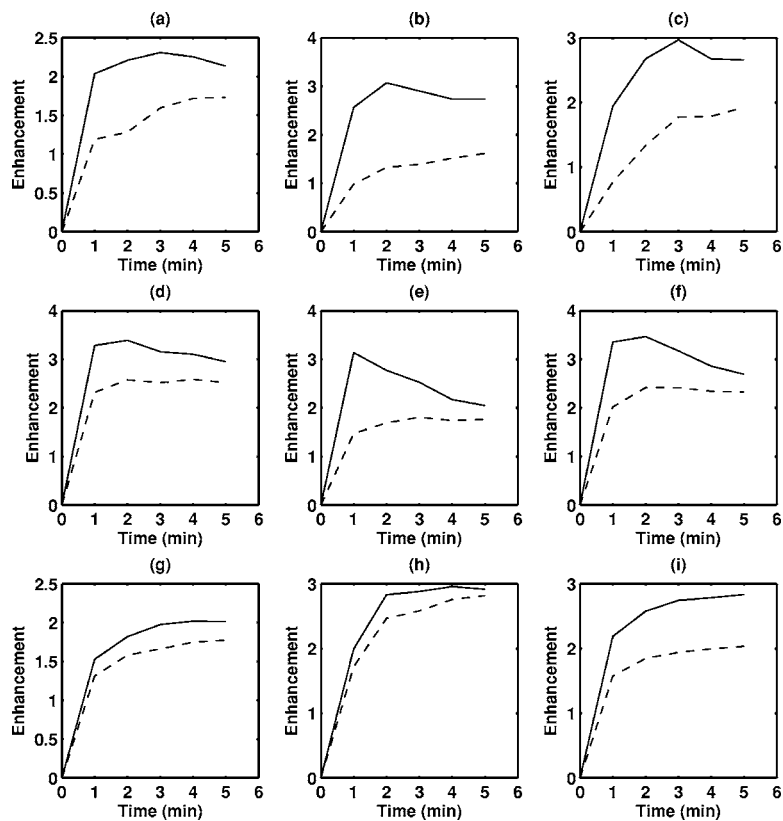 (a)
2.5
2
1.5
1
0.5
0
Enhancement
0 1 2 3 4 5 6
Time (min)
(b)
4
3
2
1
0
Enhancement
0 1 2 3 4 5 6
Time (min)
(c)
3
2
1
0
Enhancement
0 1 2 3 4 5 6
Time (min)
(d)
4
3
2
1
0
Enhancement
0 1 2 3 4 5 6
Time (min)
(e)
4
3
2
1
0
Enhancement
0 1 2 3 4 5 6
Time (min)
(f)
4
3
2
1
0
Enhancement
0 1 2 3 4 5 6
Time (min)
(g)
2.5
2
1.5
1
0.5
0
Enhancement
0 1 2 3 4 5 6
Time (min)
(h)
3
2
1
0
Enhancement
0 1 2 3 4 5 6
Time (min)
(i)
3
2
1
0
Enhancement
0 1 2 3 4 5 6
Time (min)